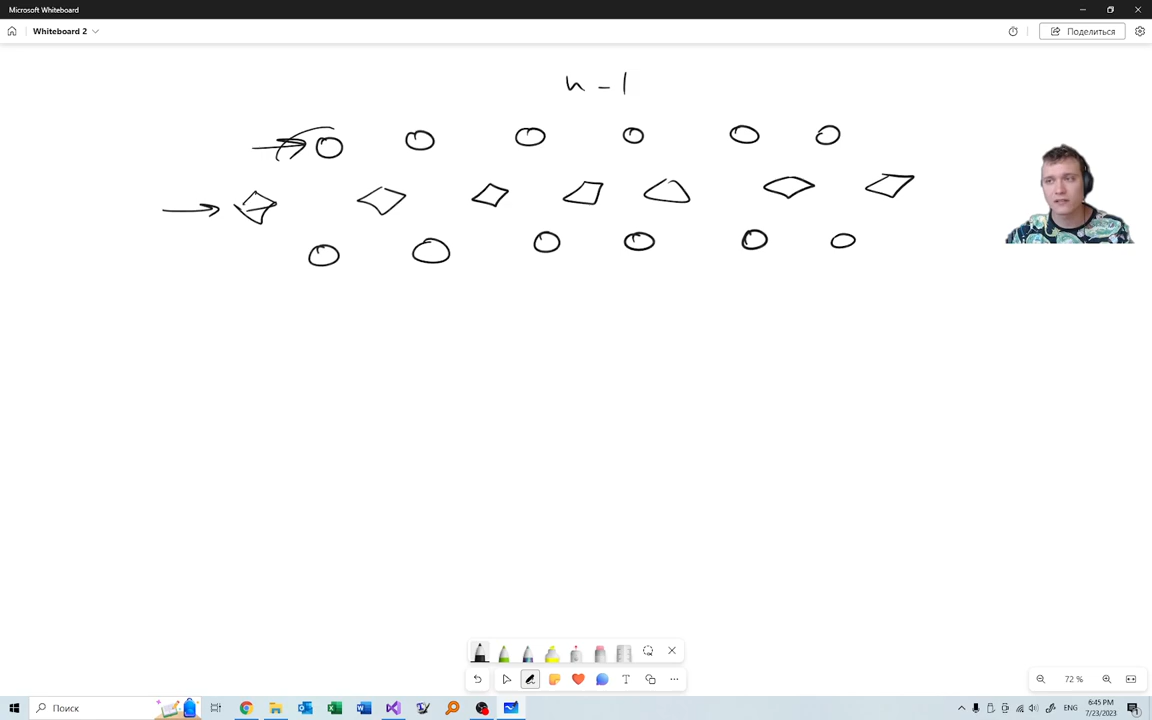 Microsoft Whiteboard
Whiteboard 2
Поделиться
n - 1
72 %
Поиск
ENG
6:45 PM
7/23/2023